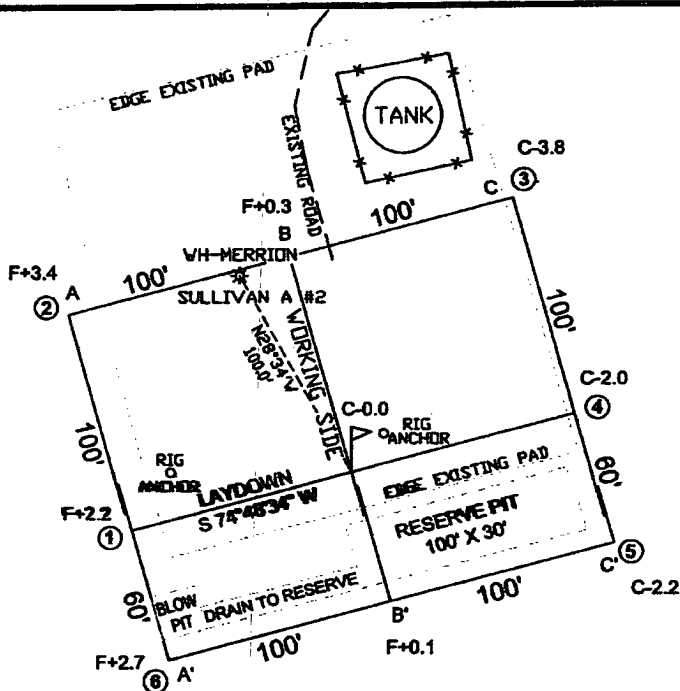 EDGE EXISTING PAD
TANK
EXISTING ROAD
C-3.8
C ③
F+0.3
B
100'
WH-MERRION
100'
F+3.4
② A
SULLIVAN A #2
N28°34'W
100.0'
WORKING SIDE
100'
C-2.0
④
C-0.0
RIG
ANCHOR
100'
RIG
ANCHOR
LAYDOWN
S 74°48'34" W
EDGE EXISTING PAD
60'
F+2.2
①
RESERVE PIT
100' X 30'
⑤
C'
C-2.2
60'
BLOW
PIT
DRAIN TO RESERVE
B'
100'
F+0.1
100'
F+2.7
⑥ A'